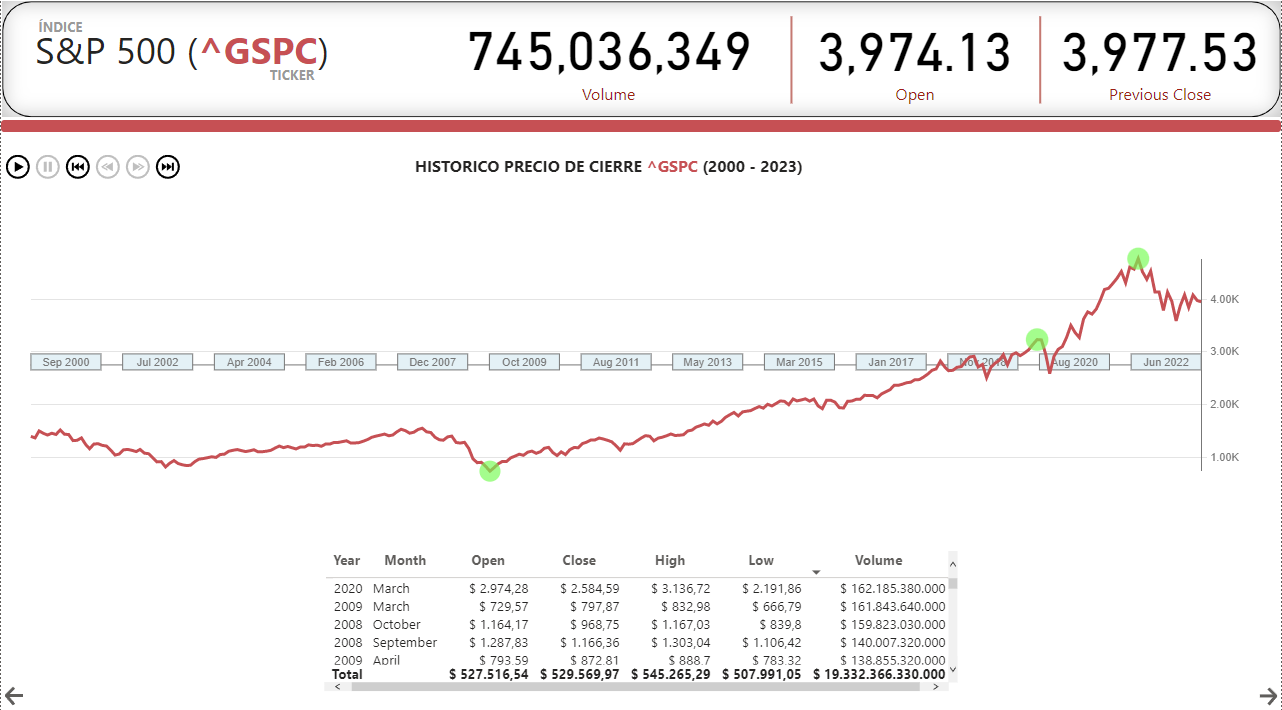 ÍNDICE
S&P 500 (^GSPC)
TICKER
745,036,349
Volume
3,974.13
Open
3,977.53
Previous Close
HISTORICO PRECIO DE CIERRE ^GSPC (2000 - 2023)
4.00K
3.00K
Sep 2000 Jul 2002 Apr 2004 Feb 2006 Dec 2007 Oct 2009 Aug 2011 May 2013 Mar 2015 Jan 2017 Nov 2018 Aug 2020 Jun 2022
2.00K
1.00K
Year Month Open Close High Low Volume
2020 March $ 2.974,28 $ 2.584,59 $ 3.136,72 $ 2.191,86 $ 162.185.380.000
2009 March $ 729,57 $ 797,87 $ 832,98 $ 666,79 $ 161.843.640.000
2008 October $ 1.164,17 $ 968,75 $ 1.167,03 $ 839,8 $ 159.823.030.000
2008 September $ 1.287,83 $ 1.166,36 $ 1.303,04 $ 1.106,42 $ 140.007.320.000
2009 April $ 793,59 $ 872,81 $ 888,7 $ 783,32 $ 138.855.320.000
Total $ 527.516,54 $ 529.569,97 $ 545.265,29 $ 507.991,05 $ 19.332.366.330.000